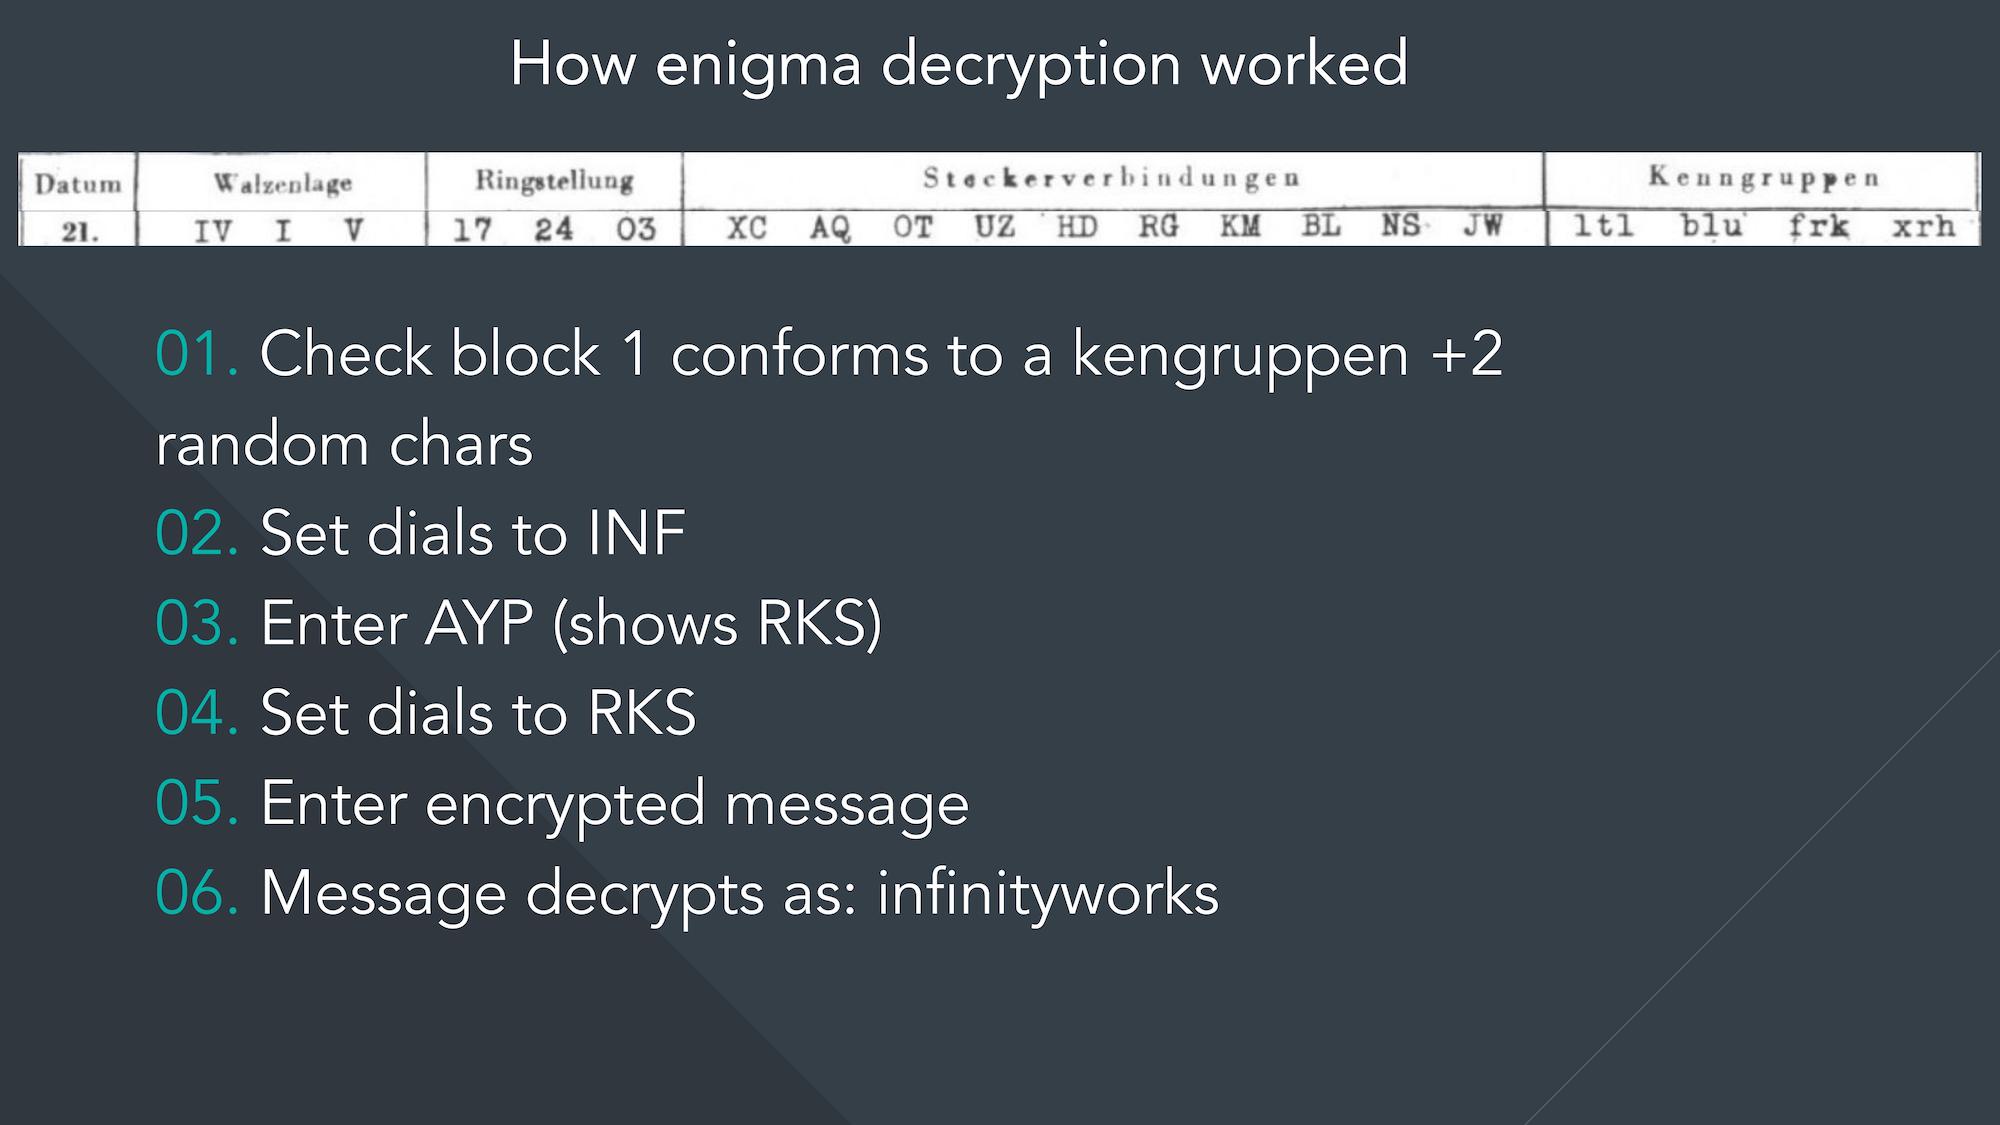 How enigma decryption worked
Datum Walzenlage Ringstellung Steckerverbindungen Kenngruppen
21. IV I V 17 24 03 XC AQ OT UZ HD RG KM BL NS JW ltl blu frk xrh
01. Check block 1 conforms to a kengruppen +2
random chars
02. Set dials to INF
03. Enter AYP (shows RKS)
04. Set dials to RKS
05. Enter encrypted message
06. Message decrypts as: infinityworks